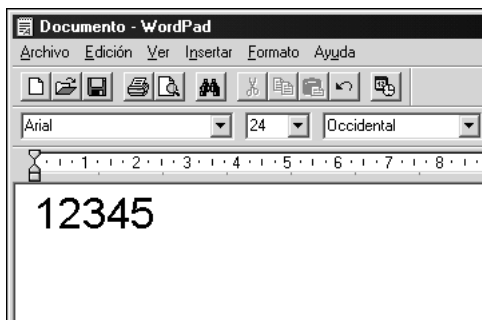 Documento - WordPad
Archivo Edición Ver Insertar Formato Ayuda
Arial 24 Occidental
1 2 3 4 5 6 7 8
12345